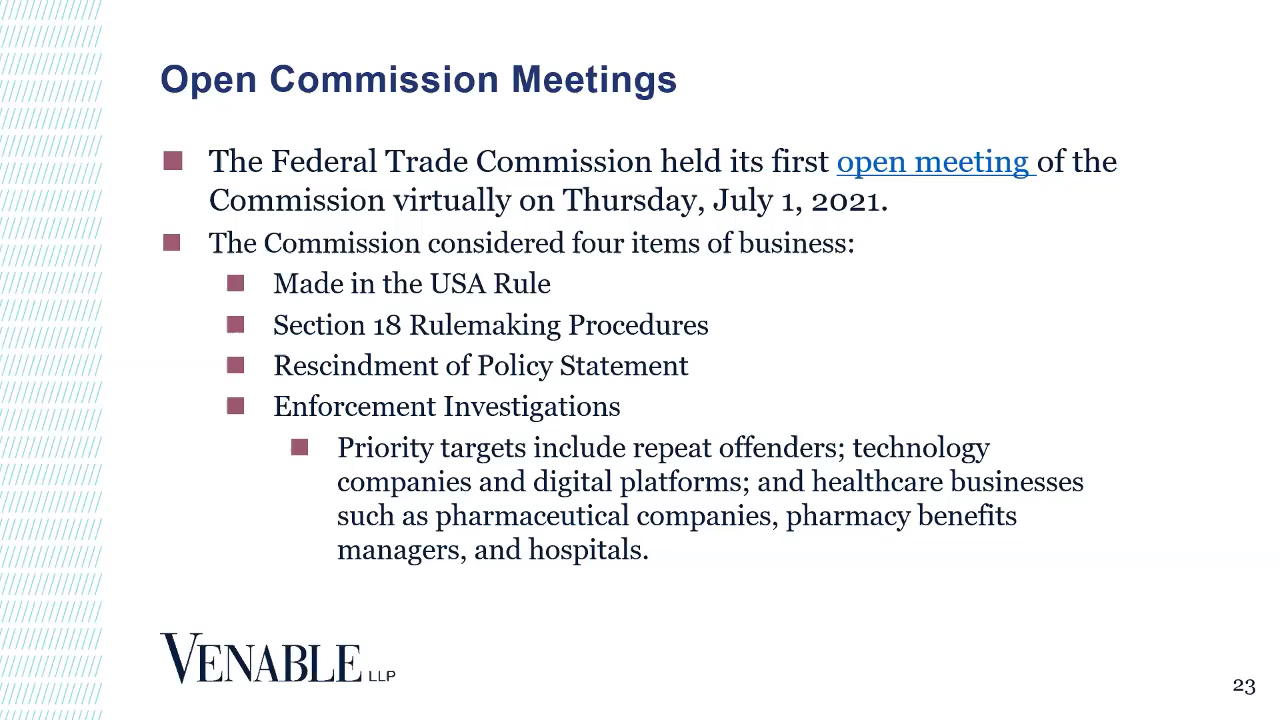 Open Commission Meetings
The Federal Trade Commission held its first open meeting of the
Commission virtually on Thursday, July 1, 2021.
The Commission considered four items of business:
Made in the USA Rule
Section 18 Rulemaking Procedures
Rescindment of Policy Statement
Enforcement Investigations
Priority targets include repeat offenders; technology
companies and digital platforms; and healthcare businesses
such as pharmaceutical companies, pharmacy benefits
managers, and hospitals.
VENABLE LLP
23